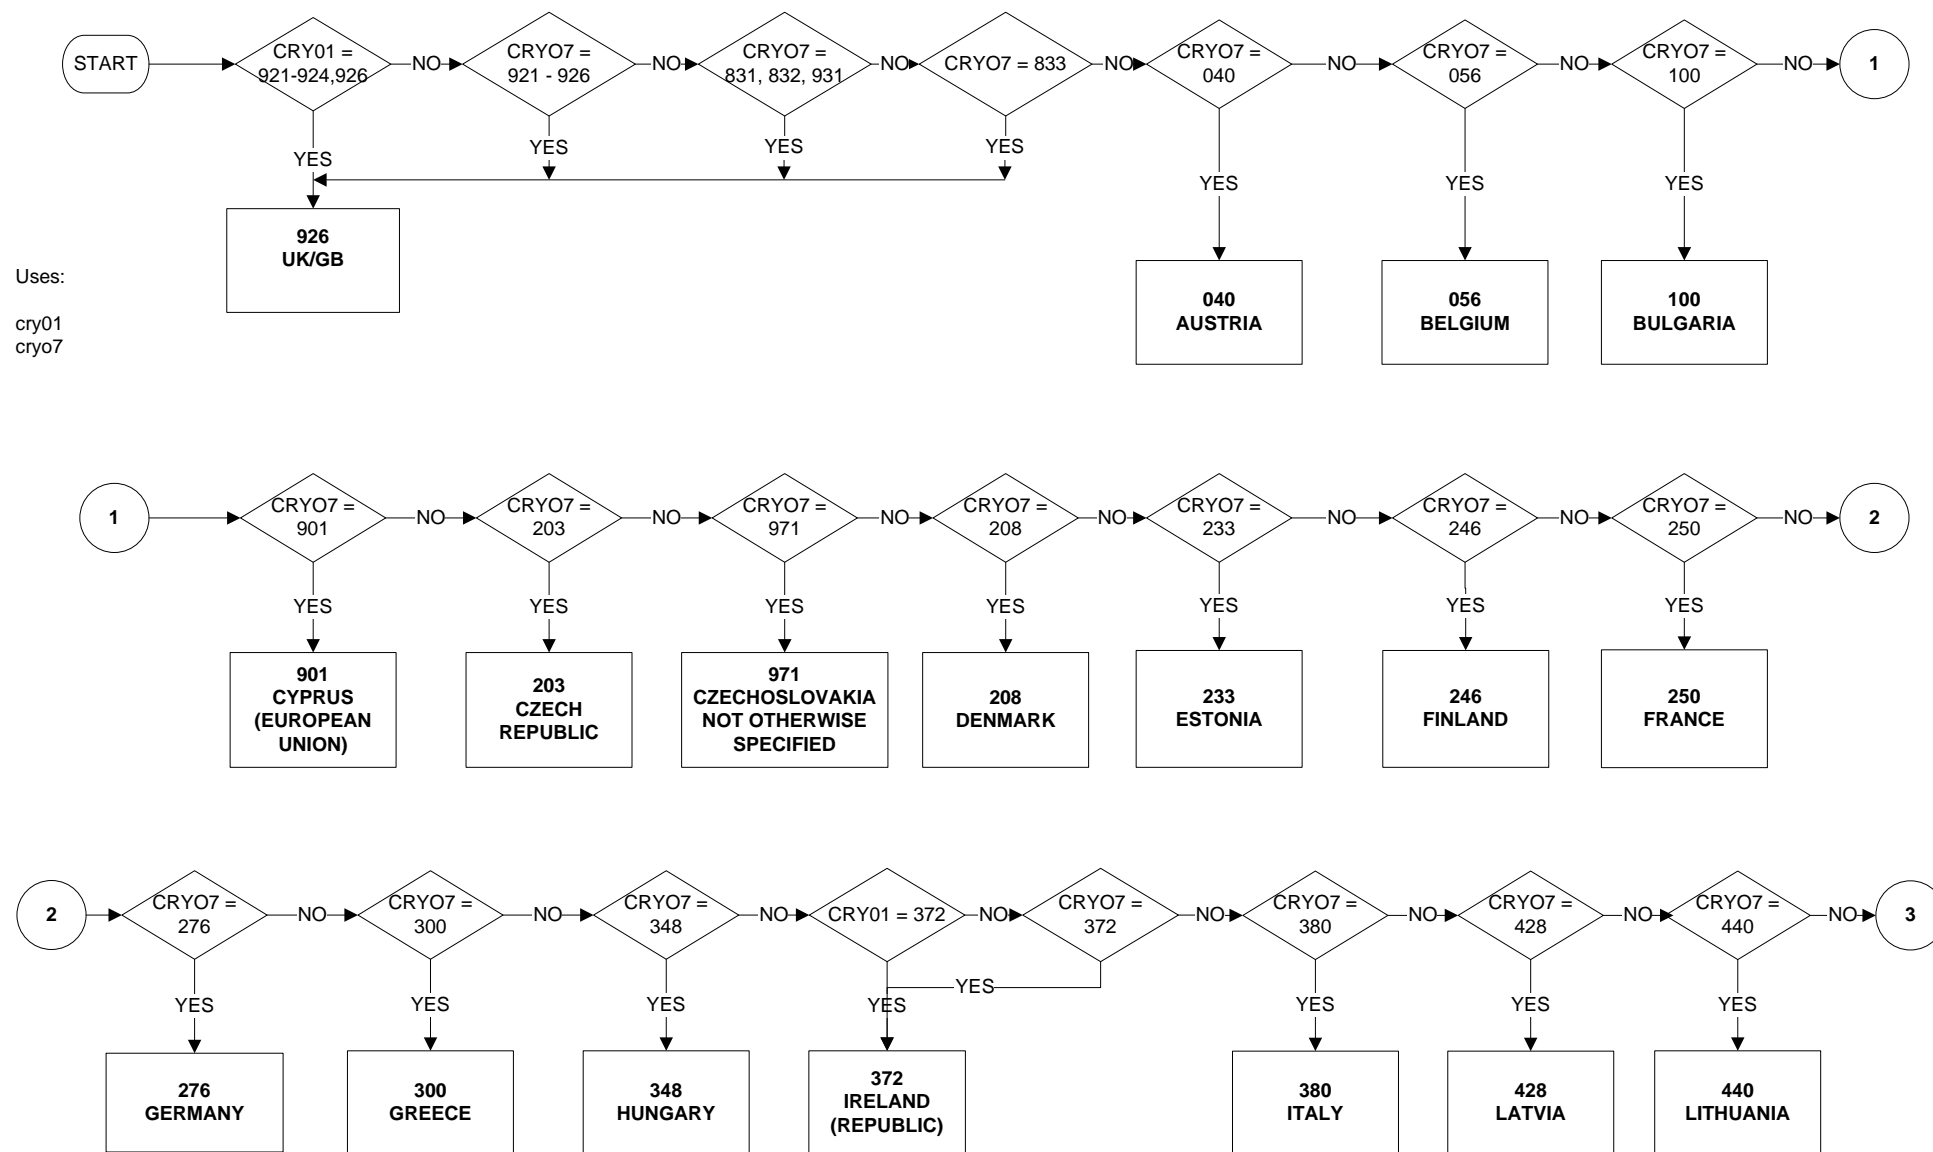 START
CRY01 =
921-924,926
NO
CRYO7 =
921 - 926
NO
CRYO7 =
831, 832, 931
NO
CRYO7 = 833
NO
CRYO7 =
040
NO
CRYO7 =
056
NO
CRYO7 =
100
NO
1
YES
YES
YES
YES
YES
YES
YES
926
UK/GB
Uses:
cry01
cryo7
040
AUSTRIA
056
BELGIUM
100
BULGARIA
1
CRYO7 =
901
NO
CRYO7 =
203
NO
CRYO7 =
971
NO
CRYO7 =
208
NO
CRYO7 =
233
NO
CRYO7 =
246
NO
CRYO7 =
250
NO
2
YES
YES
YES
YES
YES
YES
YES
901
CYPRUS
(EUROPEAN
UNION)
203
CZECH
REPUBLIC
971
CZECHOSLOVAKIA
NOT OTHERWISE
SPECIFIED
208
DENMARK
233
ESTONIA
246
FINLAND
250
FRANCE
2
CRYO7 =
276
NO
CRYO7 =
300
NO
CRYO7 =
348
NO
CRY01 = 372
NO
CRYO7 =
372
NO
CRYO7 =
380
NO
CRYO7 =
428
NO
CRYO7 =
440
NO
3
YES
YES
YES
YES
YES
YES
YES
YES
276
GERMANY
300
GREECE
348
HUNGARY
372
IRELAND
(REPUBLIC)
380
ITALY
428
LATVIA
440
LITHUANIA